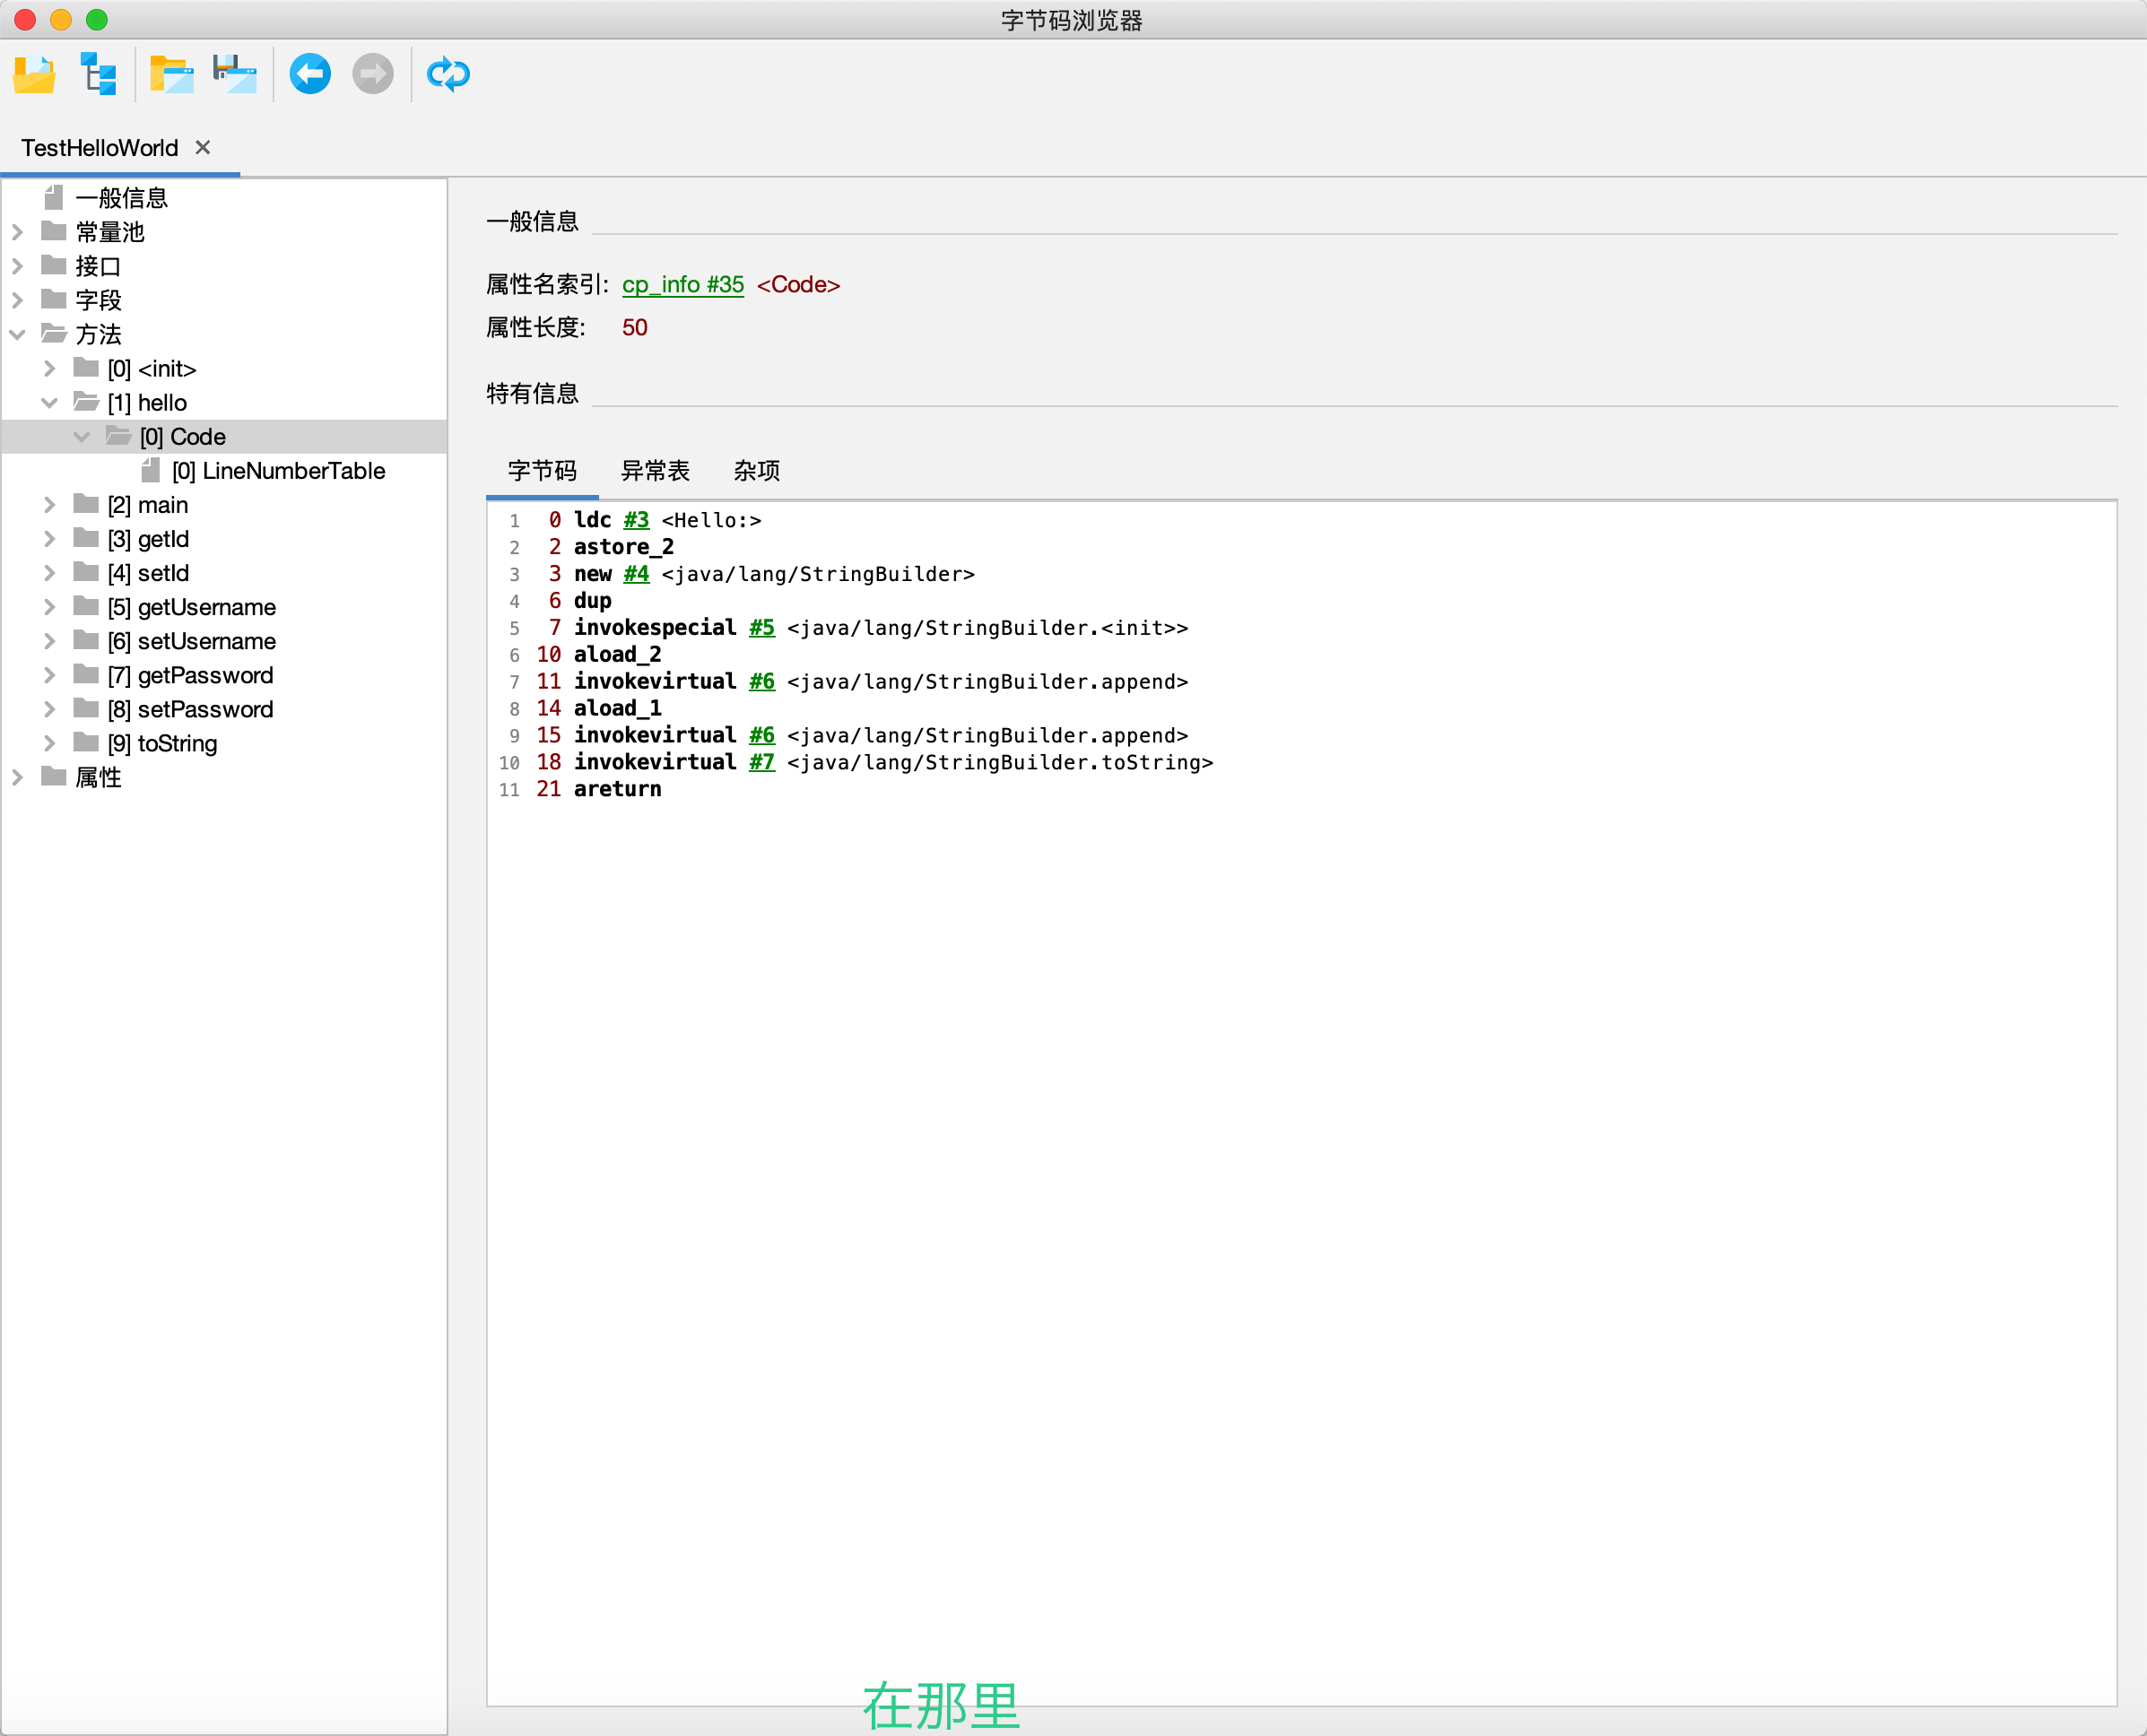 字节码浏览器
TestHelloWorld
一般信息
常量池
接口
字段
方法
[0] <init>
[1] hello
[0] Code
[0] LineNumberTable
[2] main
[3] getId
[4] setId
[5] getUsername
[6] setUsername
[7] getPassword
[8] setPassword
[9] toString
属性
一般信息
属性名索引: cp_info #35 <Code>
属性长度: 50
特有信息
字节码 异常表 杂项
1 0 ldc #3 <Hello:>
2 2 astore_2
3 3 new #4 <java/lang/StringBuilder>
4 6 dup
5 7 invokespecial #5 <java/lang/StringBuilder.<init>>
6 10 aload_2
7 11 invokevirtual #6 <java/lang/StringBuilder.append>
8 14 aload_1
9 15 invokevirtual #6 <java/lang/StringBuilder.append>
10 18 invokevirtual #7 <java/lang/StringBuilder.toString>
11 21 areturn
在那里